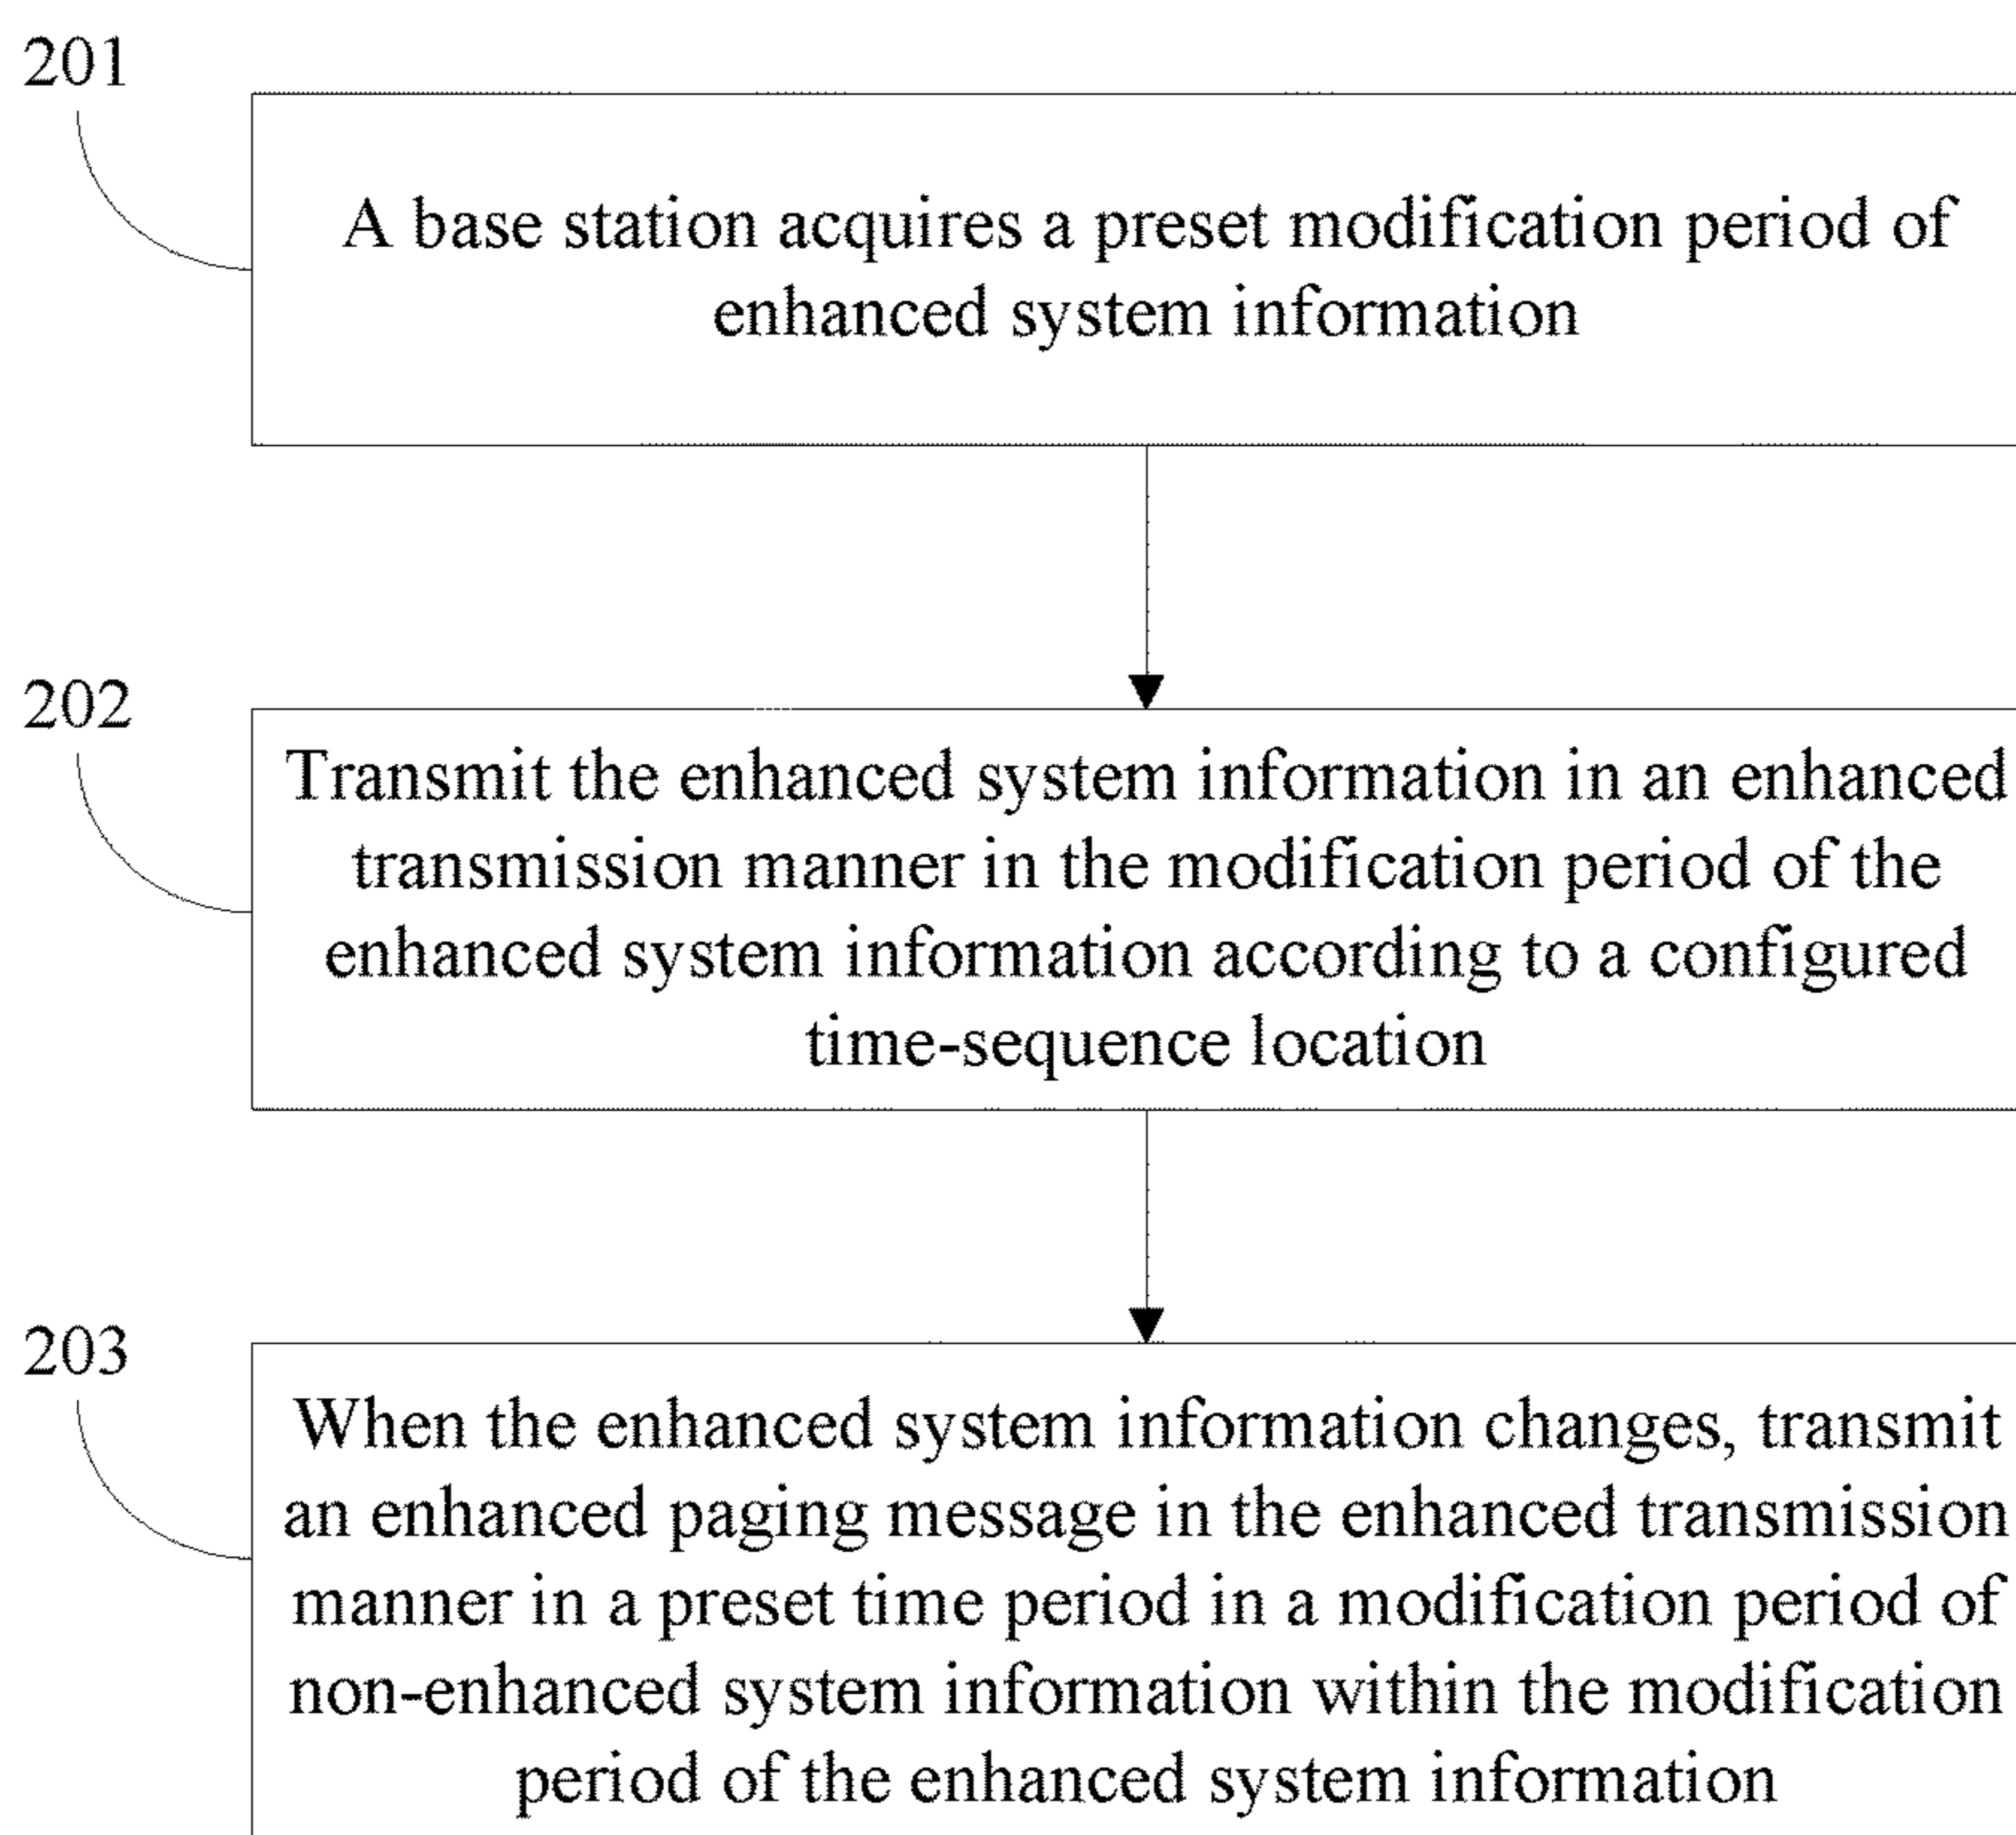 201
A base station acquires a preset modification period of
enhanced system information
202
Transmit the enhanced system information in an enhanced
transmission manner in the modification period of the
enhanced system information according to a configured
time-sequence location
203
When the enhanced system information changes, transmit
an enhanced paging message in the enhanced transmission
manner in a preset time period in a modification period of
non-enhanced system information within the modification
period of the enhanced system information